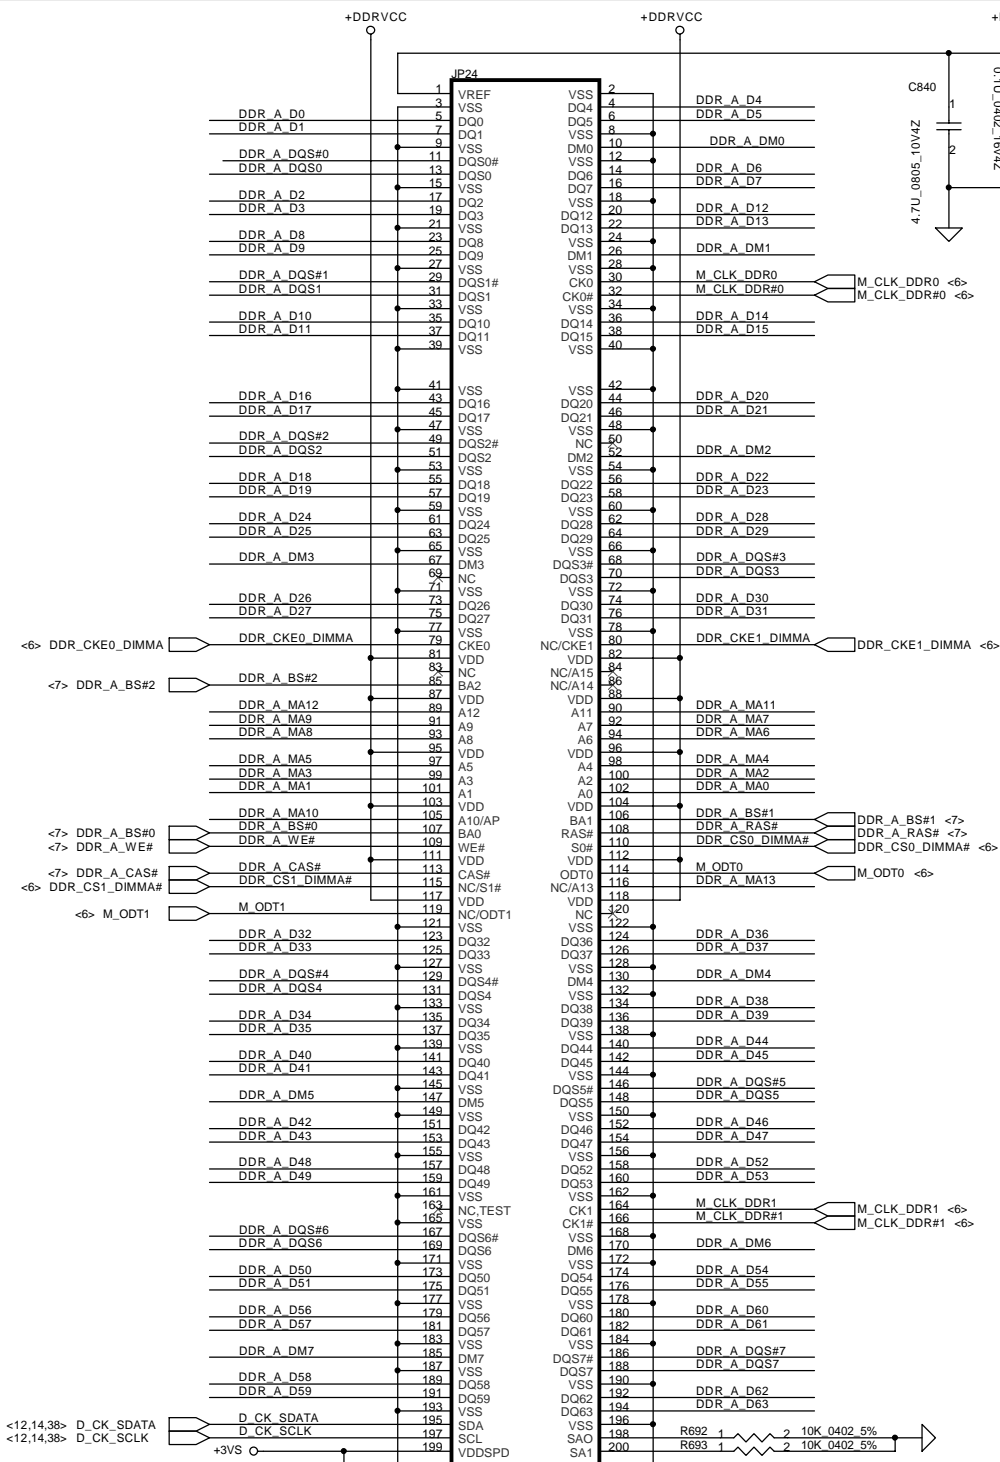 +DDRVCC +DDRVCC
JP24
1 VREF VSS 2
3 VSS DQ4 4 DDR_A_D4
DDR_A_D0 5 DQ0 DQ5 6 DDR_A_D5
DDR_A_D1 7 DQ1 VSS 8
9 VSS DM0 10 DDR_A_DM0
DDR_A_DQS#0 11 DQS0# VSS 12
DDR_A_DQS0 13 DQS0 DQ6 14 DDR_A_D6
15 VSS DQ7 16 DDR_A_D7
DDR_A_D2 17 DQ2 VSS 18
DDR_A_D3 19 DQ3 DQ12 20 DDR_A_D12
21 VSS DQ13 22 DDR_A_D13
DDR_A_D8 23 DQ8 VSS 24
DDR_A_D9 25 DQ9 DM1 26 DDR_A_DM1
27 VSS VSS 28
DDR_A_DQS#1 29 DQS1# CK0 30 M_CLK_DDR0 M_CLK_DDR0 <6>
DDR_A_DQS1 31 DQS1 CK0# 32 M_CLK_DDR#0 M_CLK_DDR#0 <6>
33 VSS VSS 34
DDR_A_D10 35 DQ10 DQ14 36 DDR_A_D14
DDR_A_D11 37 DQ11 DQ15 38 DDR_A_D15
39 VSS VSS 40
41 VSS VSS 42
DDR_A_D16 43 DQ16 DQ20 44 DDR_A_D20
DDR_A_D17 45 DQ17 DQ21 46 DDR_A_D21
47 VSS VSS 48
DDR_A_DQS#2 49 DQS2# NC 50
DDR_A_DQS2 51 DQS2 DM2 52 DDR_A_DM2
53 VSS VSS 54
DDR_A_D18 55 DQ18 DQ22 56 DDR_A_D22
DDR_A_D19 57 DQ19 DQ23 58 DDR_A_D23
59 VSS VSS 60
DDR_A_D24 61 DQ24 DQ28 62 DDR_A_D28
DDR_A_D25 63 DQ25 DQ29 64 DDR_A_D29
65 VSS VSS 66
DDR_A_DM3 67 DM3 DQS3# 68 DDR_A_DQS#3
69 NC DQS3 70 DDR_A_DQS3
71 VSS VSS 72
DDR_A_D26 73 DQ26 DQ30 74 DDR_A_D30
DDR_A_D27 75 DQ27 DQ31 76 DDR_A_D31
77 VSS VSS 78
<6> DDR_CKE0_DIMMA DDR_CKE0_DIMMA 79 CKE0 NC/CKE1 80 DDR_CKE1_DIMMA DDR_CKE1_DIMMA <6>
81 VDD VDD 82
83 NC NC/A15 84
<7> DDR_A_BS#2 DDR_A_BS#2 85 BA2 NC/A14 86
87 VDD VDD 88
DDR_A_MA12 89 A12 A11 90 DDR_A_MA11
DDR_A_MA9 91 A9 A7 92 DDR_A_MA7
DDR_A_MA8 93 A8 A6 94 DDR_A_MA6
95 VDD VDD 96
DDR_A_MA5 97 A5 A4 98 DDR_A_MA4
DDR_A_MA3 99 A3 A2 100 DDR_A_MA2
DDR_A_MA1 101 A1 A0 102 DDR_A_MA0
103 VDD VDD 104
DDR_A_MA10 105 A10/AP BA1 106 DDR_A_BS#1 DDR_A_BS#1 <7>
<7> DDR_A_BS#0 DDR_A_BS#0 107 BA0 RAS# 108 DDR_A_RAS# DDR_A_RAS# <7>
<7> DDR_A_WE# DDR_A_WE# 109 WE# S0# 110 DDR_CS0_DIMMA# DDR_CS0_DIMMA# <6>
111 VDD VDD 112
<7> DDR_A_CAS# DDR_A_CAS# 113 CAS# ODT0 114 M_ODT0 M_ODT0 <6>
<6> DDR_CS1_DIMMA# DDR_CS1_DIMMA# 115 NC/S1# NC/A13 116 DDR_A_MA13
117 VDD VDD 118
<6> M_ODT1 M_ODT1 119 NC/ODT1 NC 120
121 VSS VSS 122
DDR_A_D32 123 DQ32 DQ36 124 DDR_A_D36
DDR_A_D33 125 DQ33 DQ37 126 DDR_A_D37
127 VSS VSS 128
DDR_A_DQS#4 129 DQS4# DM4 130 DDR_A_DM4
DDR_A_DQS4 131 DQS4 VSS 132
133 VSS DQ38 134 DDR_A_D38
DDR_A_D34 135 DQ34 DQ39 136 DDR_A_D39
DDR_A_D35 137 DQ35 VSS 138
139 VSS DQ44 140 DDR_A_D44
DDR_A_D40 141 DQ40 DQ45 142 DDR_A_D45
DDR_A_D41 143 DQ41 VSS 144
145 VSS DQS5# 146 DDR_A_DQS#5
DDR_A_DM5 147 DM5 DQS5 148 DDR_A_DQS5
149 VSS VSS 150
DDR_A_D42 151 DQ42 DQ46 152 DDR_A_D46
DDR_A_D43 153 DQ43 DQ47 154 DDR_A_D47
155 VSS VSS 156
DDR_A_D48 157 DQ48 DQ52 158 DDR_A_D52
DDR_A_D49 159 DQ49 DQ53 160 DDR_A_D53
161 VSS VSS 162
163 NC,TEST CK1 164 M_CLK_DDR1 M_CLK_DDR1 <6>
165 VSS CK1# 166 M_CLK_DDR#1 M_CLK_DDR#1 <6>
DDR_A_DQS#6 167 DQS6# VSS 168
DDR_A_DQS6 169 DQS6 DM6 170 DDR_A_DM6
171 VSS VSS 172
DDR_A_D50 173 DQ50 DQ54 174 DDR_A_D54
DDR_A_D51 175 DQ51 DQ55 176 DDR_A_D55
177 VSS VSS 178
DDR_A_D56 179 DQ56 DQ60 180 DDR_A_D60
DDR_A_D57 181 DQ57 DQ61 182 DDR_A_D61
183 VSS VSS 184
DDR_A_DM7 185 DM7 DQS7# 186 DDR_A_DQS#7
187 VSS DQS7 188 DDR_A_DQS7
DDR_A_D58 189 DQ58 VSS 190
DDR_A_D59 191 DQ59 DQ62 192 DDR_A_D62
193 VSS DQ63 194 DDR_A_D63
<12,14,38> D_CK_SDATA D_CK_SDATA 195 SDA VSS 196
<12,14,38> D_CK_SCLK D_CK_SCLK 197 SCL SAO 198 R692 1 2 10K_0402_5%
+3VS 199 VDDSPD SA1 200 R693 1 2 10K_0402_5%
C840
1
2
4.7U_0805_10V4Z